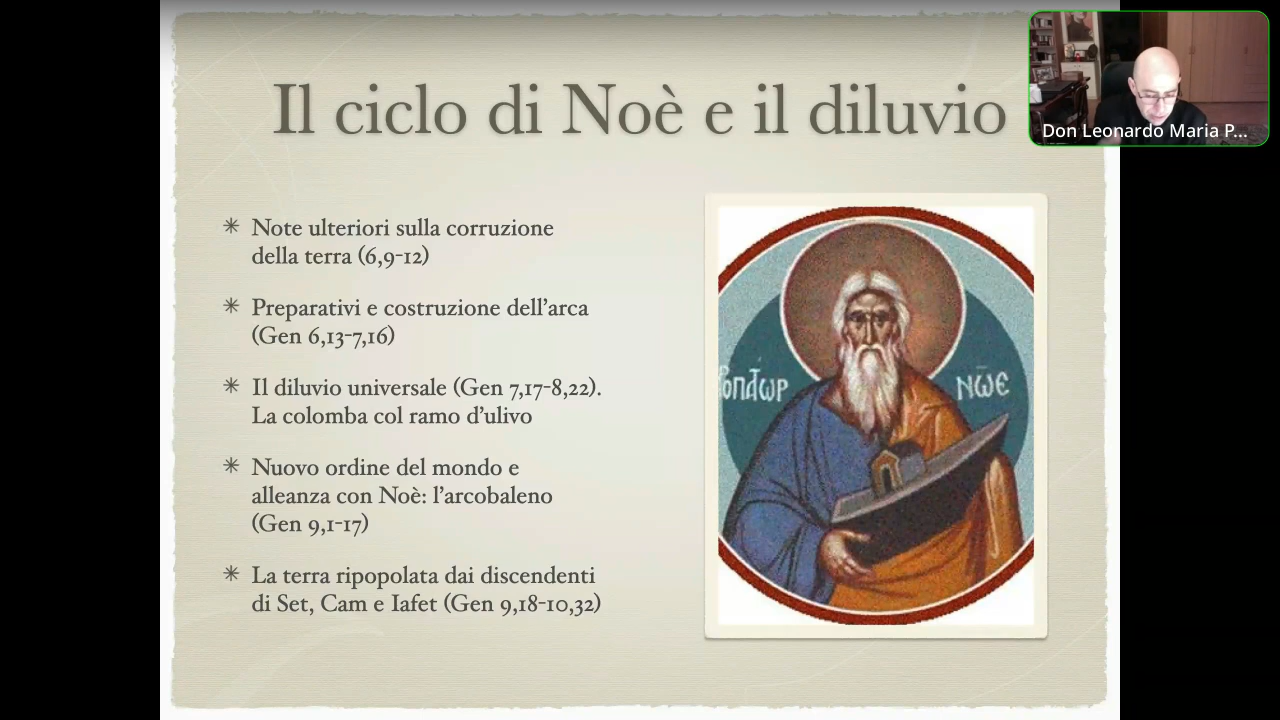 Il ciclo di Noè e il diluvio
Don Leonardo Maria P...
Note ulteriori sulla corruzione
della terra (6,9-12)
Preparativi e costruzione dell’arca
(Gen 6,13-7,16)
Il diluvio universale (Gen 7,17-8,22).
La colomba col ramo d’ulivo
Nuovo ordine del mondo e
alleanza con Noè: l’arcobaleno
(Gen 9,1-17)
La terra ripopolata dai discendenti
di Set, Cam e Iafet (Gen 9,18-10,32)
ΝῶΕ